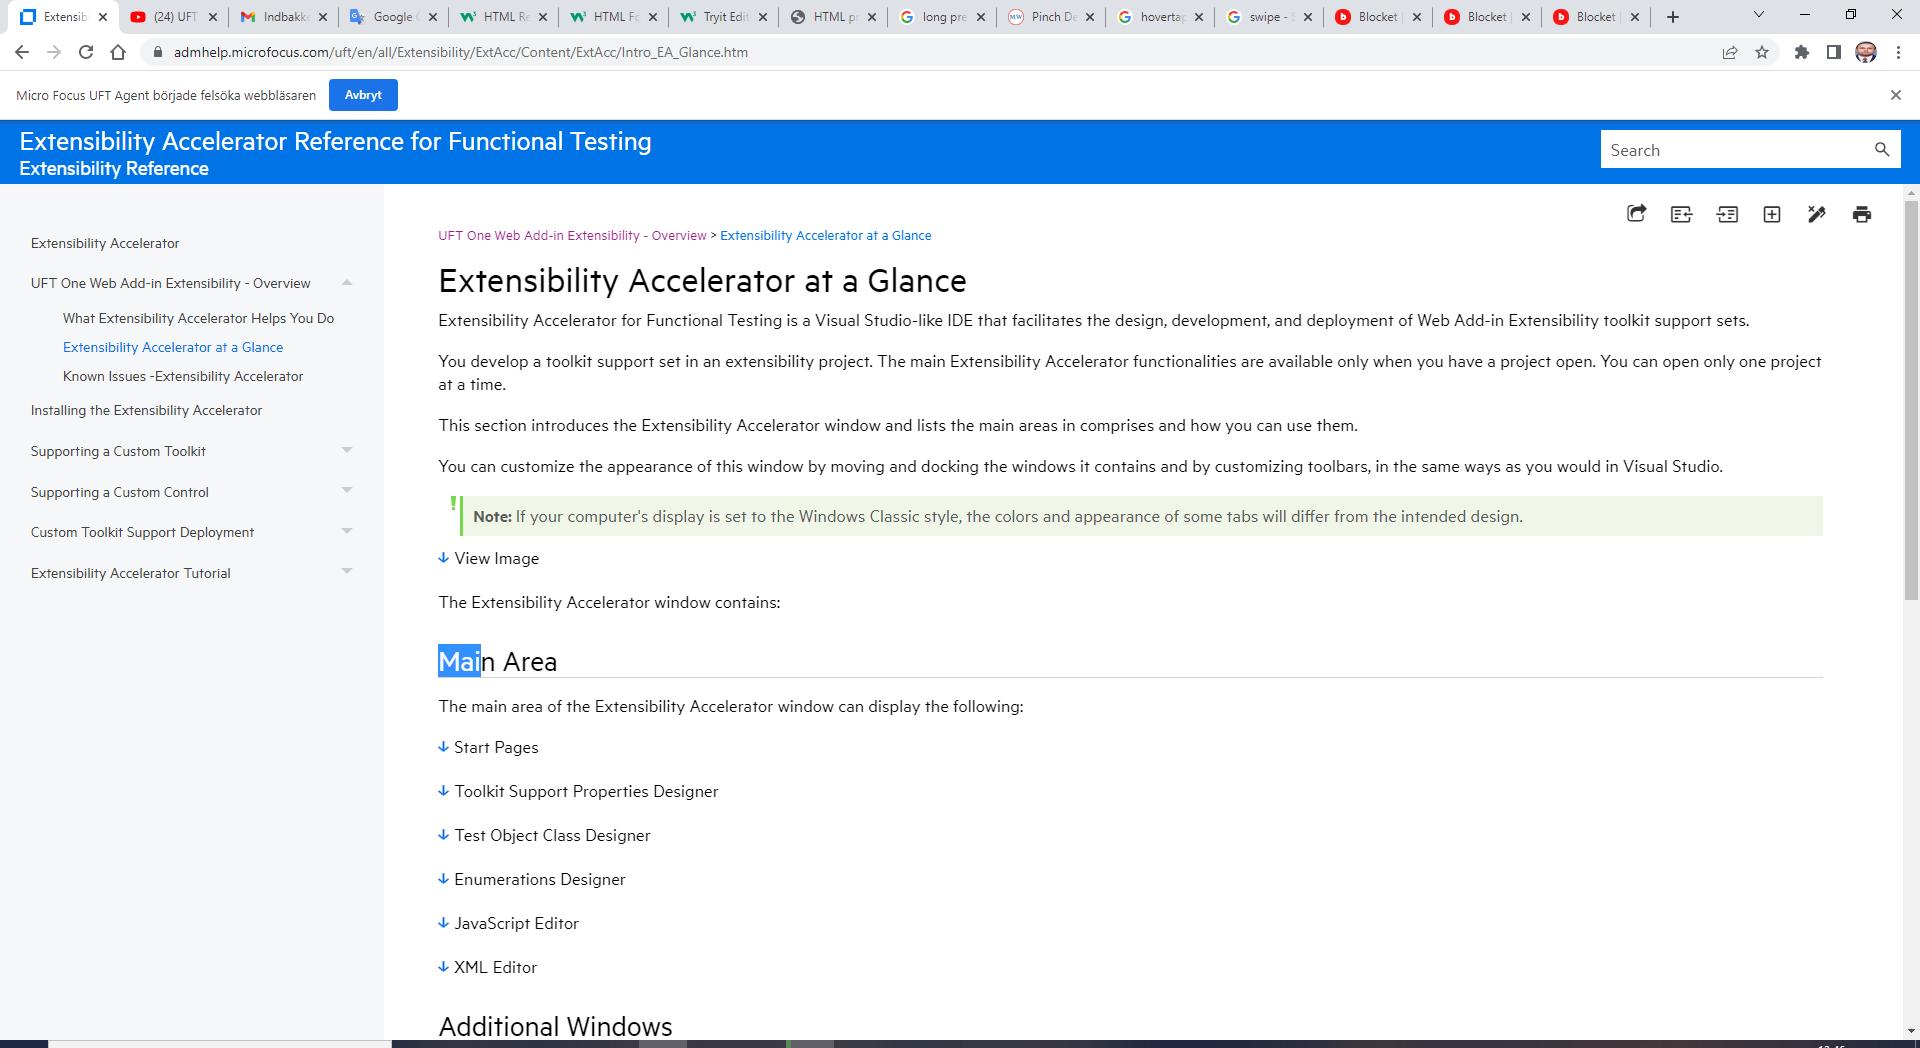 Extensib
(24) UFT
Indbakke
Google
HTML Re
HTML Fo
Tryit Edit
HTML pr
long pre
Pinch De
hoverta
swipe - S
Blocket
Blocket
Blocket
admhelp.microfocus.com/uft/en/all/Extensibility/ExtAcc/Content/ExtAcc/Intro_EA_Glance.htm
Micro Focus UFT Agent började felsöka webbläsaren
Avbryt
Extensibility Accelerator Reference for Functional Testing
Extensibility Reference
Search
Extensibility Accelerator
UFT One Web Add-in Extensibility - Overview
What Extensibility Accelerator Helps You Do
Extensibility Accelerator at a Glance
Known Issues -Extensibility Accelerator
Installing the Extensibility Accelerator
Supporting a Custom Toolkit
Supporting a Custom Control
Custom Toolkit Support Deployment
Extensibility Accelerator Tutorial
UFT One Web Add-in Extensibility - Overview > Extensibility Accelerator at a Glance
Extensibility Accelerator at a Glance
Extensibility Accelerator for Functional Testing is a Visual Studio-like IDE that facilitates the design, development, and deployment of Web Add-in Extensibility toolkit support sets.
You develop a toolkit support set in an extensibility project. The main Extensibility Accelerator functionalities are available only when you have a project open. You can open only one project
at a time.
This section introduces the Extensibility Accelerator window and lists the main areas in comprises and how you can use them.
You can customize the appearance of this window by moving and docking the windows it contains and by customizing toolbars, in the same ways as you would in Visual Studio.
Note: If your computer's display is set to the Windows Classic style, the colors and appearance of some tabs will differ from the intended design.
View Image
The Extensibility Accelerator window contains:
Main Area
The main area of the Extensibility Accelerator window can display the following:
Start Pages
Toolkit Support Properties Designer
Test Object Class Designer
Enumerations Designer
JavaScript Editor
XML Editor
Additional Windows